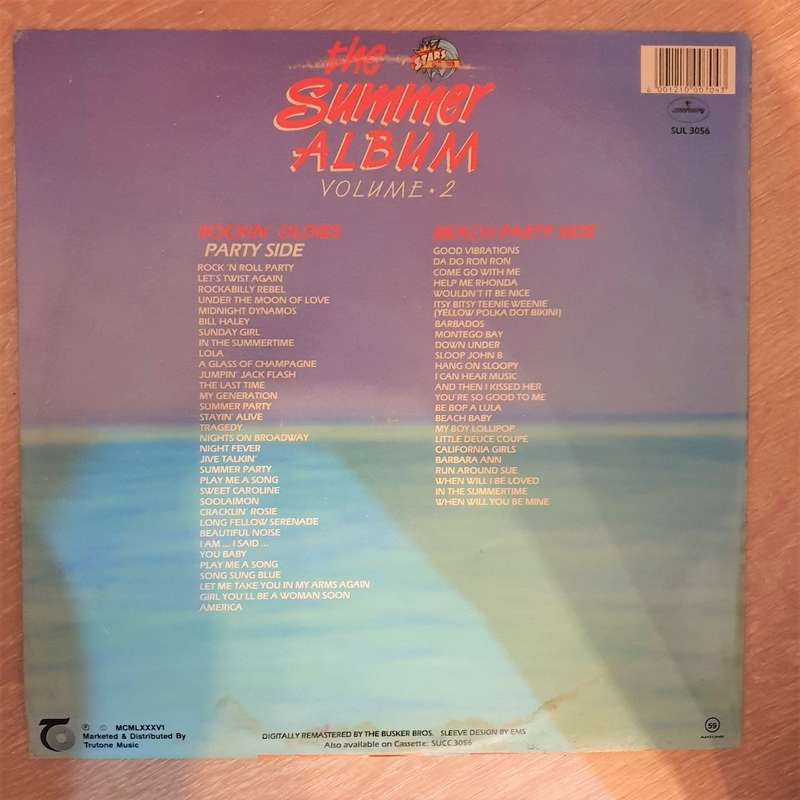 the
JIVE STARS
Summer
ALBUM
VOLUME • 2
6 001210 007043
mercury
SUL 3056
ROCKIN' OLDIES
PARTY SIDE
ROCK 'N ROLL PARTY
LET'S TWIST AGAIN
ROCKABILLY REBEL
UNDER THE MOON OF LOVE
MIDNIGHT DYNAMOS
BILL HALEY
SUNDAY GIRL
IN THE SUMMERTIME
LOLA
A GLASS OF CHAMPAGNE
JUMPIN' JACK FLASH
THE LAST TIME
MY GENERATION
SUMMER PARTY
STAYIN' ALIVE
TRAGEDY
NIGHTS ON BROADWAY
NIGHT FEVER
JIVE TALKIN'
SUMMER PARTY
PLAY ME A SONG
SWEET CAROLINE
SOOLAIMON
CRACKLIN' ROSIE
LONG FELLOW SERENADE
BEAUTIFUL NOISE
I AM ... I SAID ...
YOU BABY
PLAY ME A SONG
SONG SUNG BLUE
LET ME TAKE YOU IN MY ARMS AGAIN
GIRL YOU'LL BE A WOMAN SOON
AMERICA
BEACH PARTY SIDE
GOOD VIBRATIONS
DA DO RON RON
COME GO WITH ME
HELP ME RHONDA
WOULDN'T IT BE NICE
ITSY BITSY TEENIE WEENIE
(YELLOW POLKA DOT BIKINI)
BARBADOS
MONTEGO BAY
DOWN UNDER
SLOOP JOHN B
HANG ON SLOOPY
I CAN HEAR MUSIC
AND THEN I KISSED HER
YOU'RE SO GOOD TO ME
BE BOP A LULA
BEACH BABY
MY BOY LOLLIPOP
LITTLE DEUCE COUPE
CALIFORNIA GIRLS
BARBARA ANN
RUN AROUND SUE
WHEN WILL I BE LOVED
IN THE SUMMERTIME
WHEN WILL YOU BE MINE
℗ © MCMLXXXV1
Marketed & Distributed By
Trutone Music
DIGITALLY REMASTERED BY THE BUSKER BROS. SLEEVE DESIGN BY EMS
Also available on Cassette: SUCC 3056
59